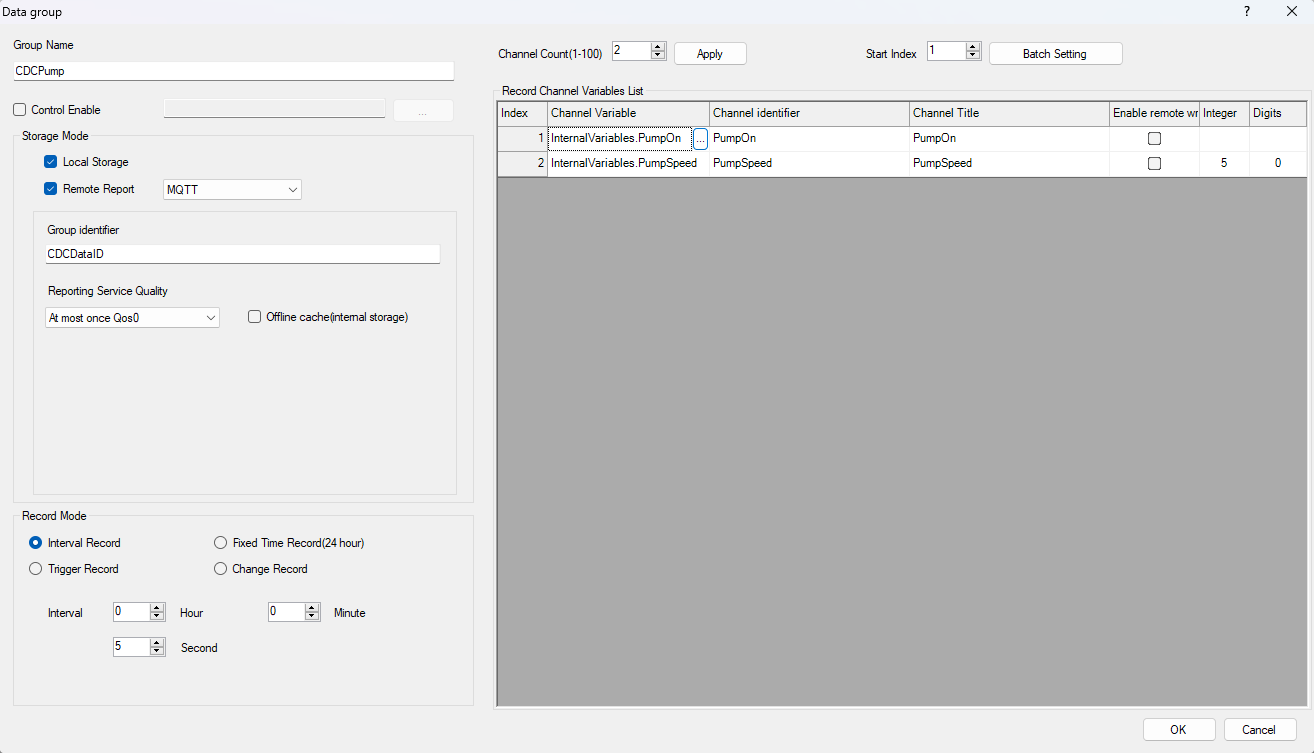 Data group
?
Group Name
CDCPump
Control Enable
...
Storage Mode
Local Storage
Remote Report
MQTT
Group identifier
CDCDataID
Reporting Service Quality
At most once Qos0
Offline cache(internal storage)
Record Mode
Interval Record
Fixed Time Record(24 hour)
Trigger Record
Change Record
Interval 0 Hour 0 Minute
5 Second
Channel Count(1-100) 2 Apply
Start Index 1 Batch Setting
Record Channel Variables List
Index Channel Variable Channel identifier Channel Title Enable remote wr Integer Digits
1 InternalVariables.PumpOn ... PumpOn PumpOn
2 InternalVariables.PumpSpeed PumpSpeed PumpSpeed 5 0
OK Cancel